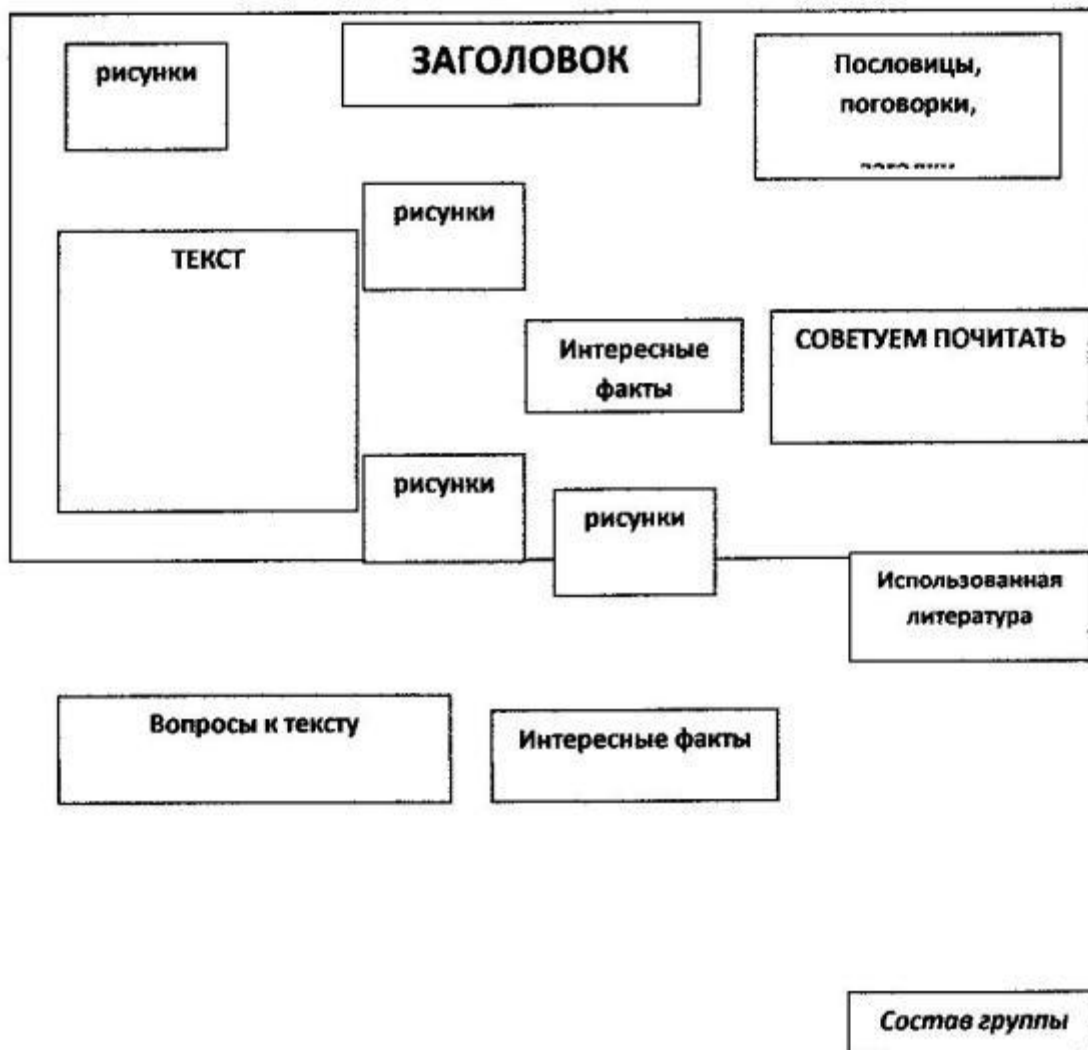 рисунки
ЗАГОЛОВОК
Пословицы,
поговорки,
рисунки
ТЕКСТ
Интересные
факты
СОВЕТУЕМ ПОЧИТАТЬ
рисунки
рисунки
Использованная
литература
Вопросы к тексту
Интересные факты
Состав группы